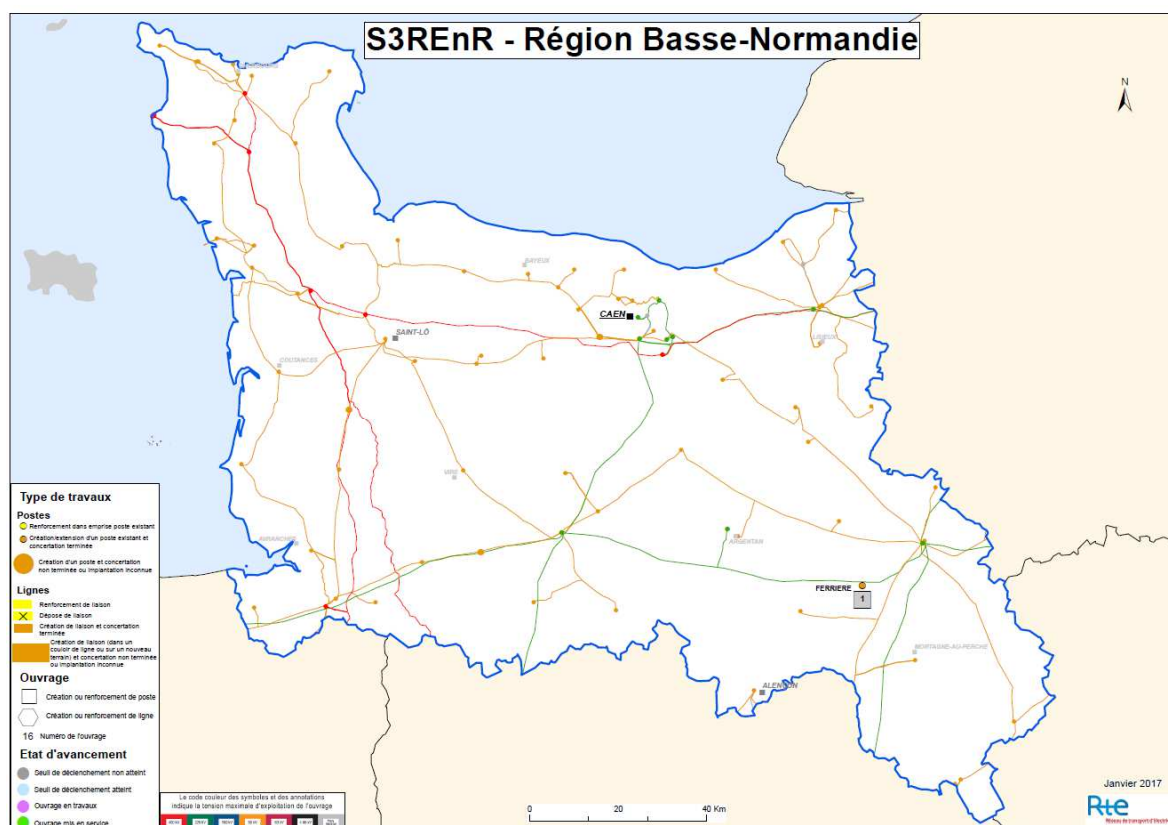 S3REnR - Région Basse-Normandie
N
BAYEUX
CAEN
SAINT-LÔ
LISIEUX
COUTANCES
VIRE
AVRANCHES
ARGENTAN
FERRIERE
1
MORTAGNE-AU-PERCHE
ALENÇON
Type de travaux
Postes
Renforcement dans emprise poste existant
Création/extension d'un poste existant et
concertation terminée
Création d'un poste et concertation
non terminée ou implantation inconnue
Lignes
Renforcement de liaison
Dépose de liaison
Création de liaison et concertation
terminée
Création de liaison (dans un
couloir de ligne ou sur un nouveau
terrain) et concertation non terminée
ou implantation inconnue
Ouvrage
Création ou renforcement de poste
Création ou renforcement de ligne
16 Numéro de l'ouvrage
Etat d'avancement
Seuil de déclenchement non atteint
Seuil de déclenchement atteint
Ouvrage en travaux
Ouvrage mis en service
Le code couleur des symboles et des annotations
indique la tension maximale d'exploitation de l'ouvrage
0 20 40 Km
Janvier 2017
Rte
Réseau de transport d'électricité